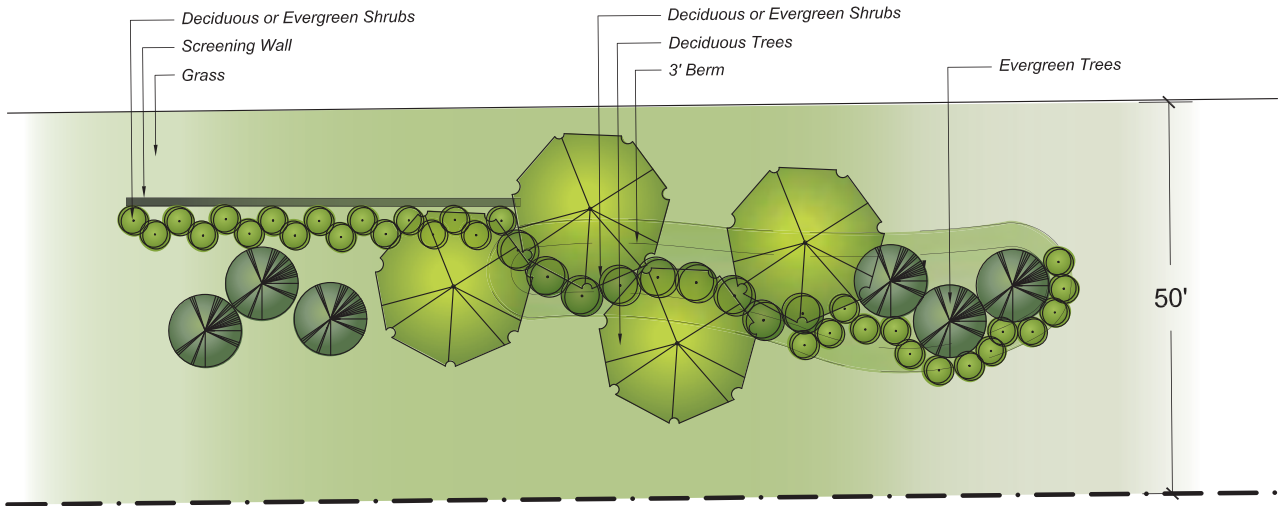 Deciduous or Evergreen Shrubs
Screening Wall
Grass
Deciduous or Evergreen Shrubs
Deciduous Trees
3' Berm
Evergreen Trees
50'